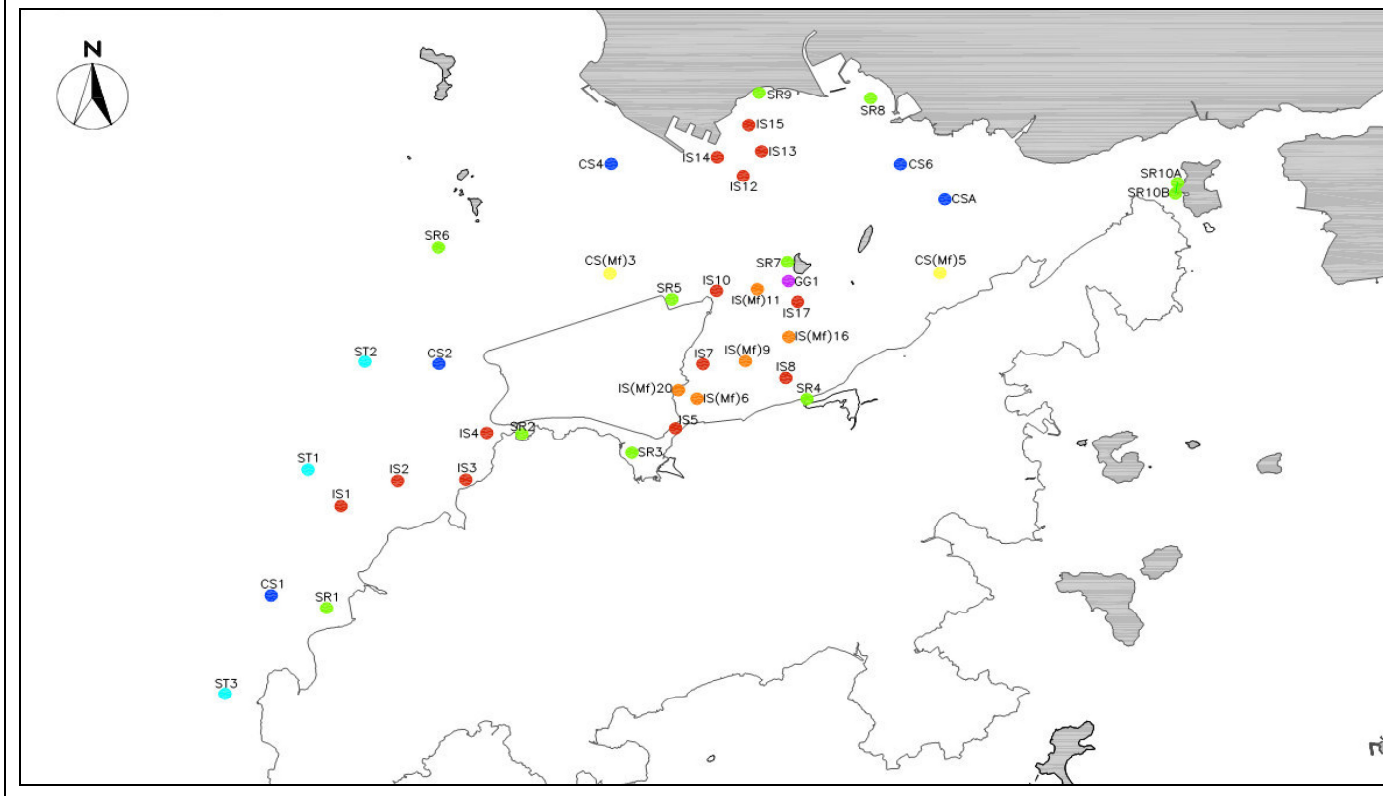 N
SR9
SR8
IS15
IS14
IS13
CS4
CS6
IS12
SR10A
SR10B
CSA
SR6
SR7
CS(Mf)3
CS(Mf)5
IS10
GG1
SR5
IS(Mf)11
IS17
IS(Mf)16
ST2
CS2
IS7
IS(Mf)9
IS8
IS(Mf)20
IS(Mf)6
SR4
IS4
SR2
IS5
SR3
ST1
IS2
IS3
IS1
CS1
SR1
ST3